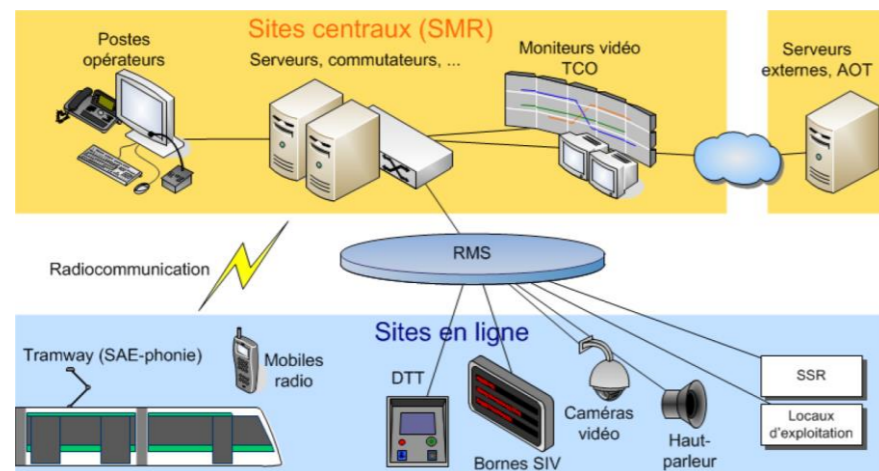 Sites centraux (SMR)
Postes
opérateurs
Serveurs, commutateurs, ...
Moniteurs vidéo
TCO
Serveurs
externes, AOT
Radiocommunication
RMS
Sites en ligne
Tramway (SAE-phonie)
Mobiles
radio
DTT
Bornes SIV
Caméras
vidéo
Haut-
parleur
SSR
Locaux
d'exploitation